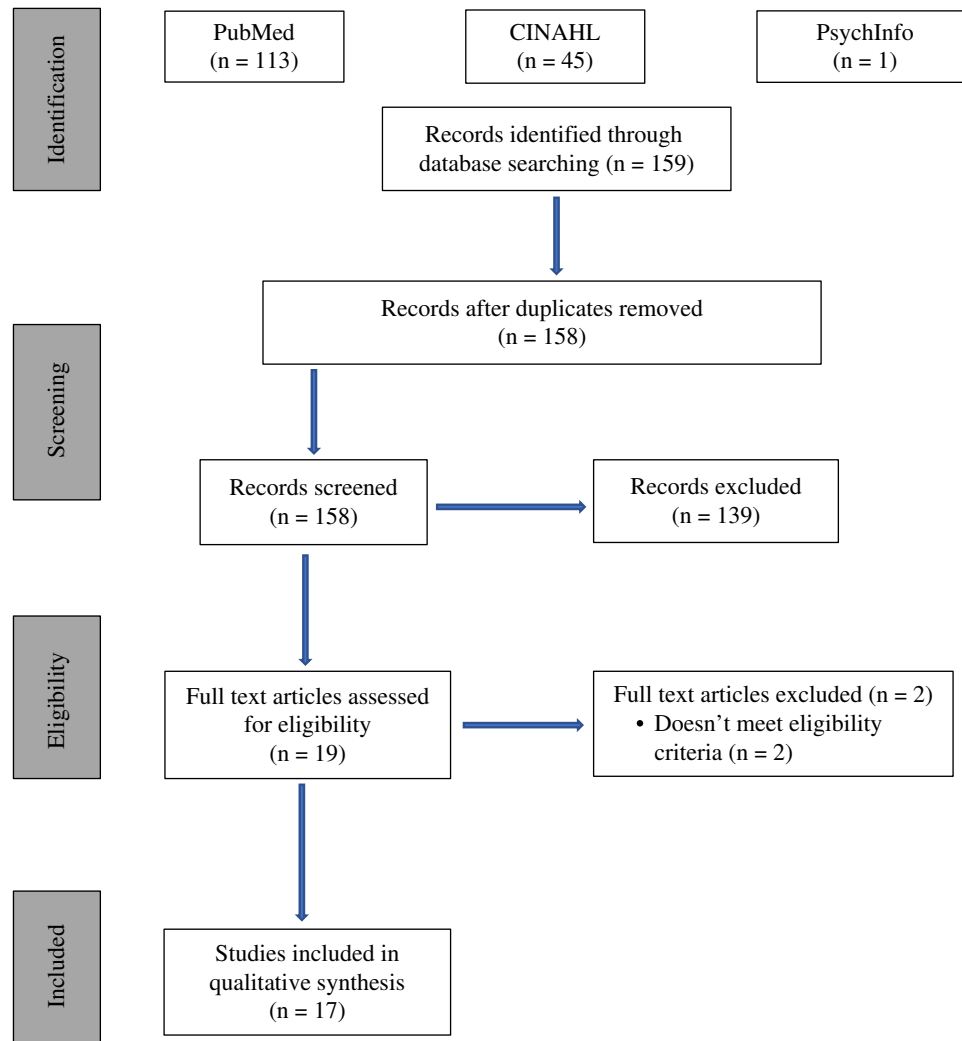 Identification
PubMed
(n = 113)
CINAHL
(n = 45)
PsychInfo
(n = 1)
Records identified through
database searching (n = 159)
Screening
Records after duplicates removed
(n = 158)
Records screened
(n = 158)
Records excluded
(n = 139)
Eligibility
Full text articles assessed
for eligibility
(n = 19)
Full text articles excluded (n = 2)
• Doesn’t meet eligibility
criteria (n = 2)
Included
Studies included in
qualitative synthesis
(n = 17)